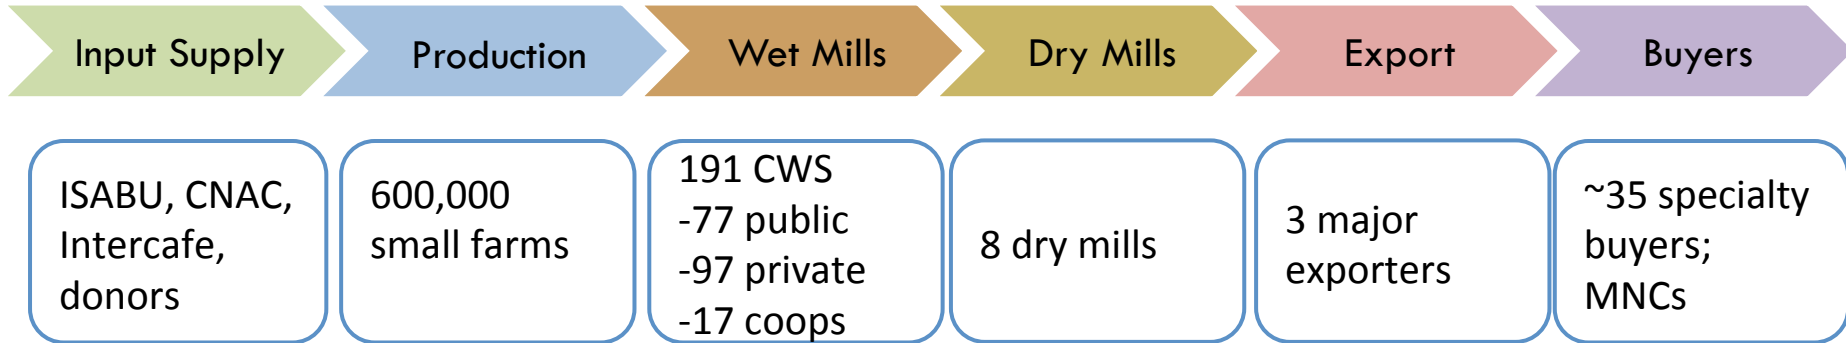 Input Supply
Production
Wet Mills
Dry Mills
Export
Buyers
ISABU, CNAC,
Intercafe,
donors
600,000
small farms
191 CWS
-77 public
-97 private
-17 coops
8 dry mills
3 major
exporters
~35 specialty
buyers;
MNCs